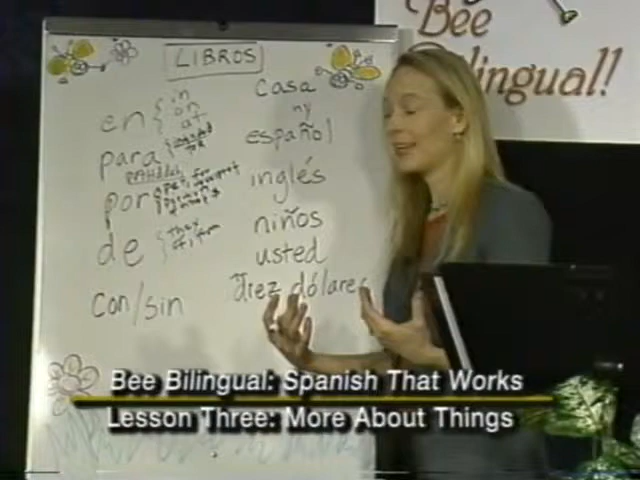 Bee
Bilingual!
LIBROS
en { in
on
at
para
por
de
con/sin
casa
ny
español
inglés
niños
usted
diez dólares
Bee Bilingual: Spanish That Works
Lesson Three: More About Things